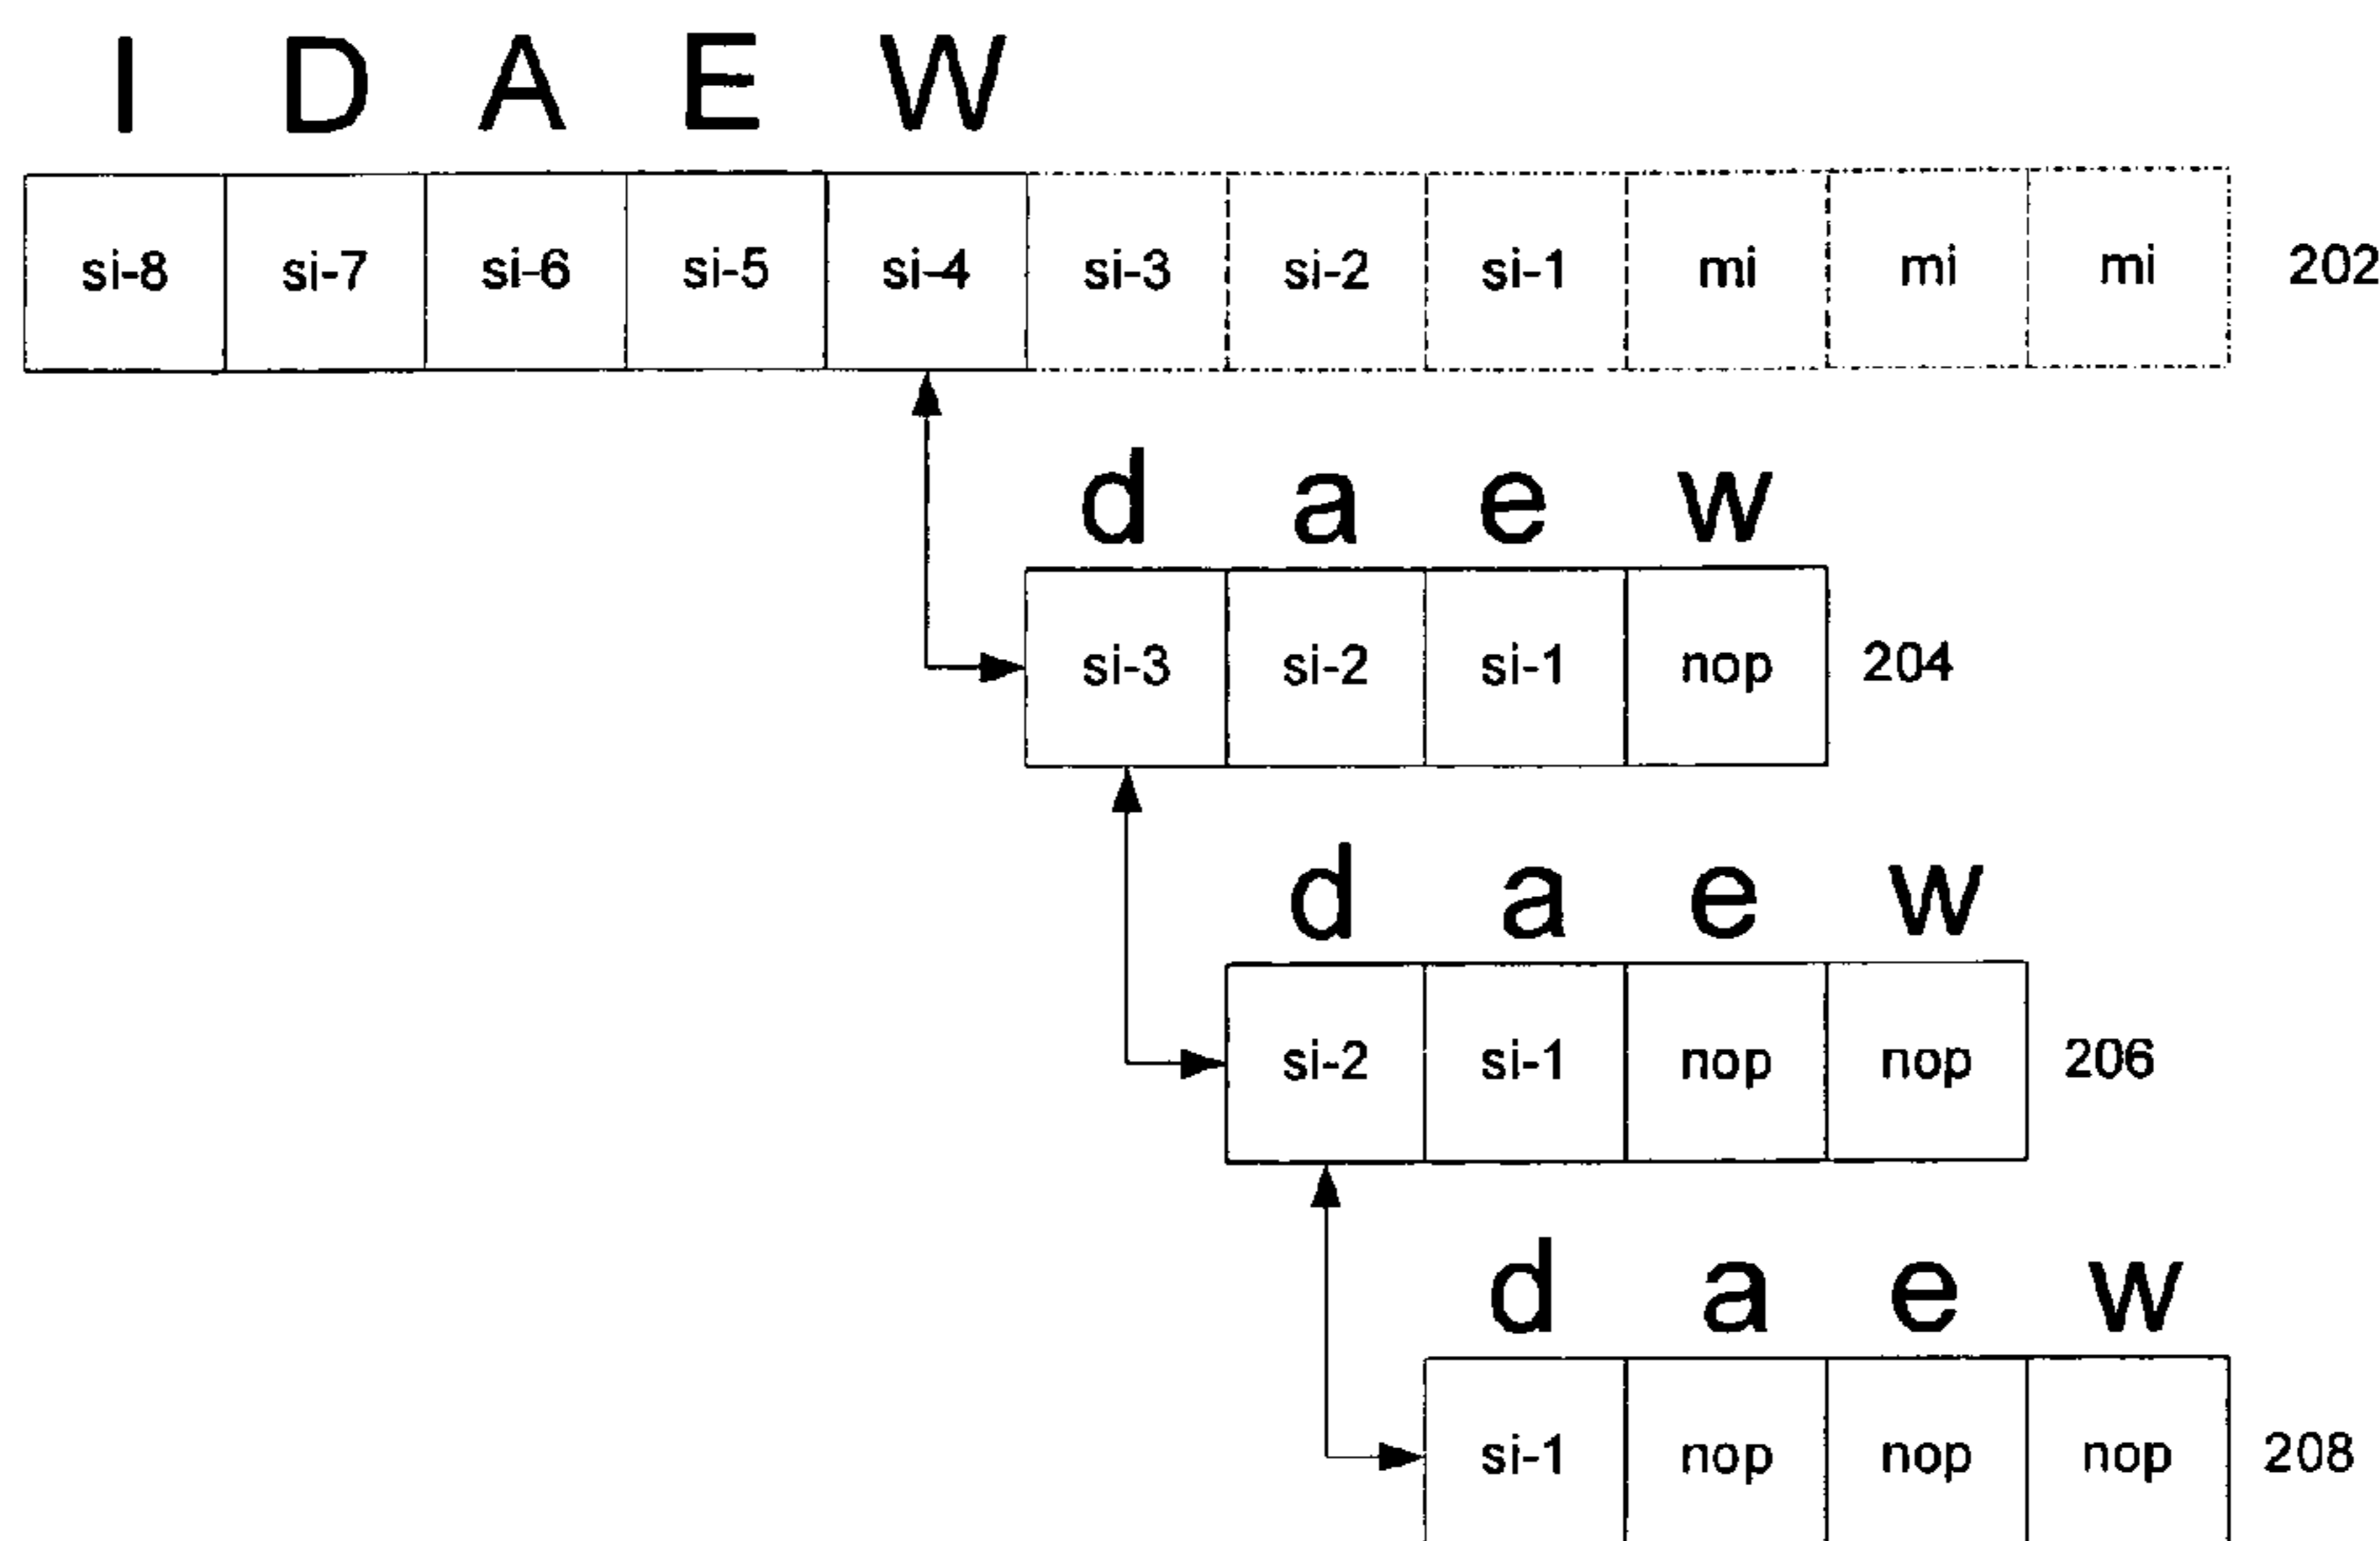 I D A E W
si-8 si-7 si-6 si-5 si-4 si-3 si-2 si-1 mi mi mi 202
d a e w
si-3 si-2 si-1 nop 204
d a e w
si-2 si-1 nop nop 206
d a e w
si-1 nop nop nop 208